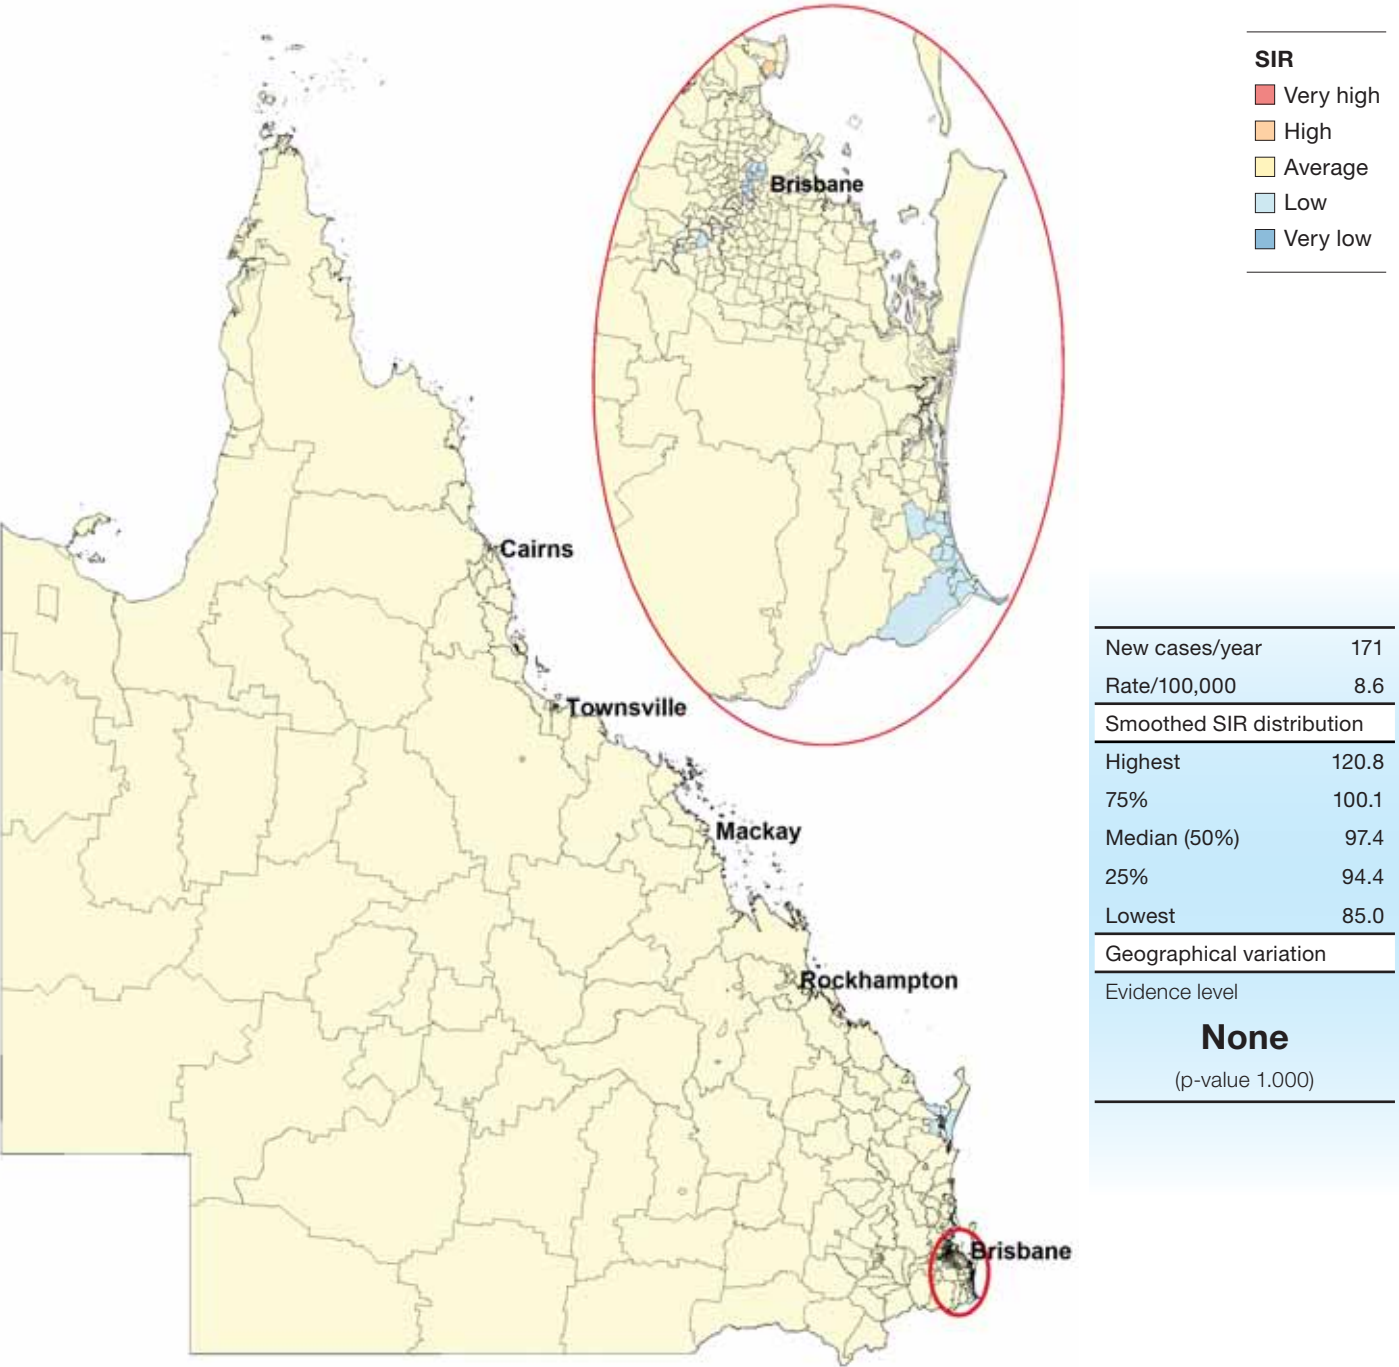 SIR
Very high
High
Average
Low
Very low
Brisbane
Cairns
Townsville
Mackay
Rockhampton
Brisbane
New cases/year 171
Rate/100,000 8.6
Smoothed SIR distribution
Highest 120.8
75% 100.1
Median (50%) 97.4
25% 94.4
Lowest 85.0
Geographical variation
Evidence level
None
(p-value 1.000)